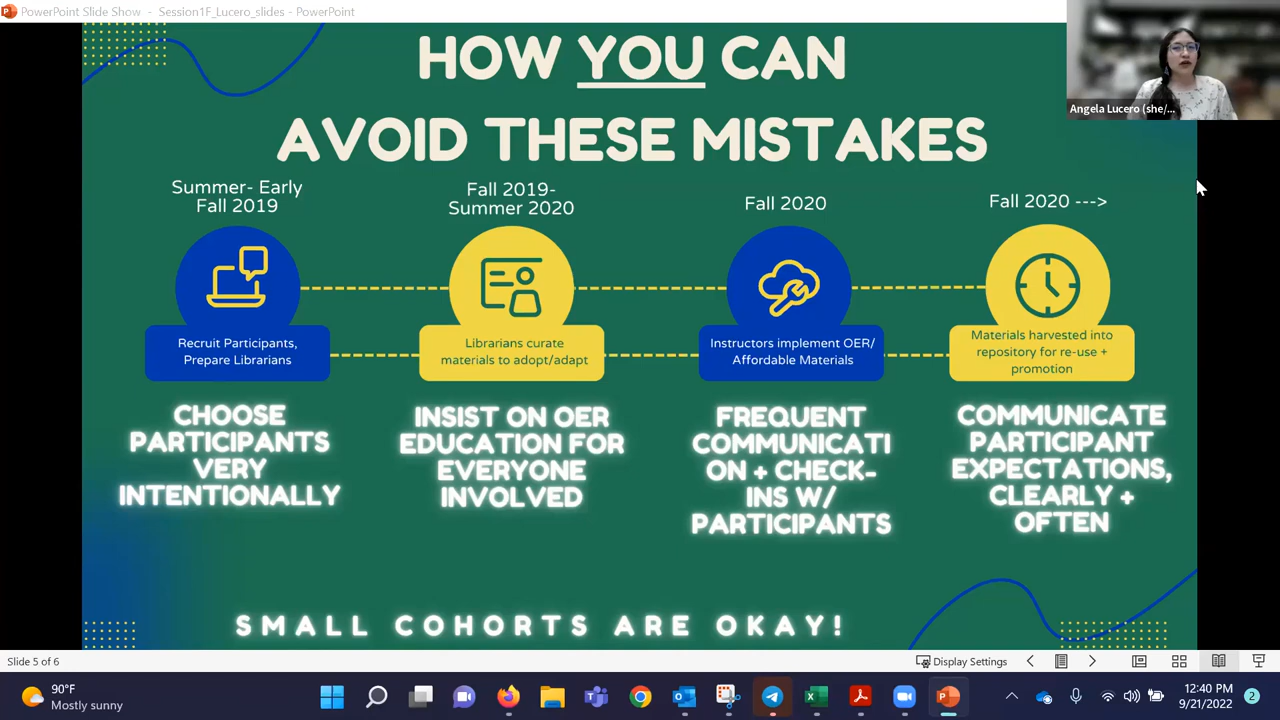 PowerPoint Slide Show - Session1F_Lucero_slides - PowerPoint
HOW YOU CAN
AVOID THESE MISTAKES
Angela Lucero (she/...
Summer- Early
Fall 2019
Fall 2019-
Summer 2020
Fall 2020
Fall 2020 --->
Recruit Participants,
Prepare Librarians
Librarians curate
materials to adopt/adapt
Instructors implement OER/
Affordable Materials
Materials harvested into
repository for re-use +
promotion
CHOOSE
PARTICIPANTS
VERY
INTENTIONALLY
INSIST ON OER
EDUCATION FOR
EVERYONE
INVOLVED
FREQUENT
COMMUNICATI
ON + CHECK-
INS W/
PARTICIPANTS
COMMUNICATE
PARTICIPANT
EXPECTATIONS,
CLEARLY +
OFTEN
SMALL COHORTS ARE OKAY!
Slide 5 of 6
Display Settings
90°F
Mostly sunny
12:40 PM
9/21/2022
2